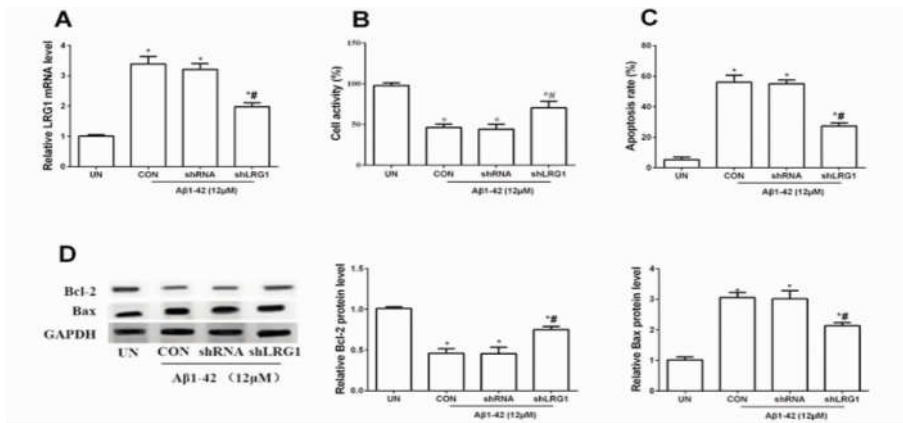 A
Relative LRG1 mRNA level
4
3
2
1
0
*
*
*#
UN
CON
shRNA
shLRG1
Aβ1-42 (12μM)
B
Cell activity (%)
150
100
50
0
*
*
*#
UN
CON
shRNA
shLRG1
Aβ1-42 (12μM)
C
Apoptosis rate (%)
80
60
40
20
0
*
*
*#
UN
CON
shRNA
shLRG1
Aβ1-42 (12μM)
D
Bcl-2
Bax
GAPDH
UN CON shRNA shLRG1
Aβ1-42 (12μM)
Relative Bcl-2 protein level
1.5
1.0
0.5
0.0
*
*
*#
UN
CON
shRNA
shLRG1
Aβ1-42 (12μM)
Relative Bax protein level
4
3
2
1
0
*
*
*#
UN
CON
shRNA
shLRG1
Aβ1-42 (12μM)